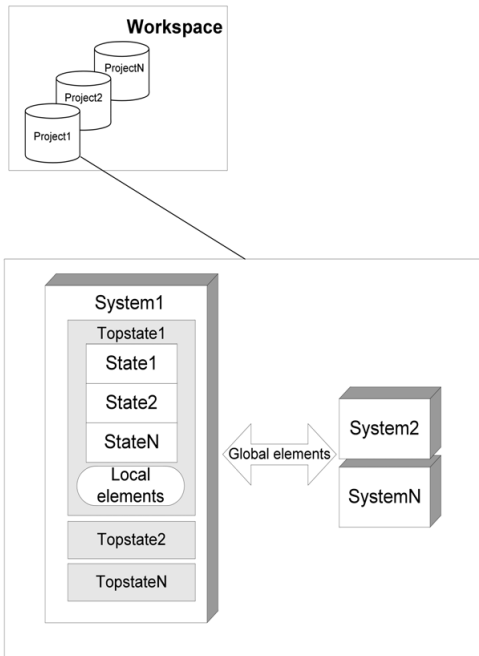 Workspace
ProjectN
Project2
Project1
System1
Topstate1
State1
State2
StateN
Local
elements
Topstate2
TopstateN
Global elements
System2
SystemN